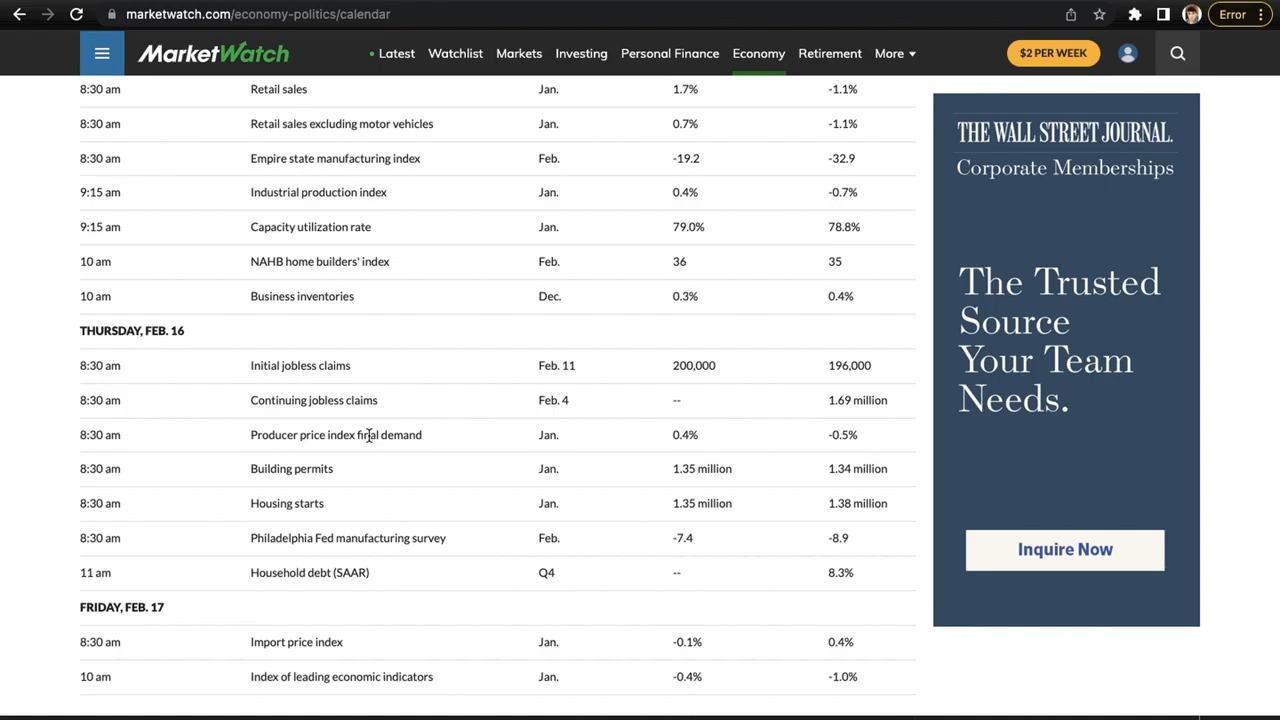 marketwatch.com/economy-politics/calendar
Error
MarketWatch
Latest Watchlist Markets Investing Personal Finance Economy Retirement More
$2 PER WEEK
8:30 am Retail sales Jan. 1.7% -1.1%
8:30 am Retail sales excluding motor vehicles Jan. 0.7% -1.1%
8:30 am Empire state manufacturing index Feb. -19.2 -32.9
9:15 am Industrial production index Jan. 0.4% -0.7%
9:15 am Capacity utilization rate Jan. 79.0% 78.8%
10 am NAHB home builders' index Feb. 36 35
10 am Business inventories Dec. 0.3% 0.4%
THURSDAY, FEB. 16
8:30 am Initial jobless claims Feb. 11 200,000 196,000
8:30 am Continuing jobless claims Feb. 4 -- 1.69 million
8:30 am Producer price index final demand Jan. 0.4% -0.5%
8:30 am Building permits Jan. 1.35 million 1.34 million
8:30 am Housing starts Jan. 1.35 million 1.38 million
8:30 am Philadelphia Fed manufacturing survey Feb. -7.4 -8.9
11 am Household debt (SAAR) Q4 -- 8.3%
FRIDAY, FEB. 17
8:30 am Import price index Jan. -0.1% 0.4%
10 am Index of leading economic indicators Jan. -0.4% -1.0%
THE WALL STREET JOURNAL.
Corporate Memberships
The Trusted
Source
Your Team
Needs.
Inquire Now